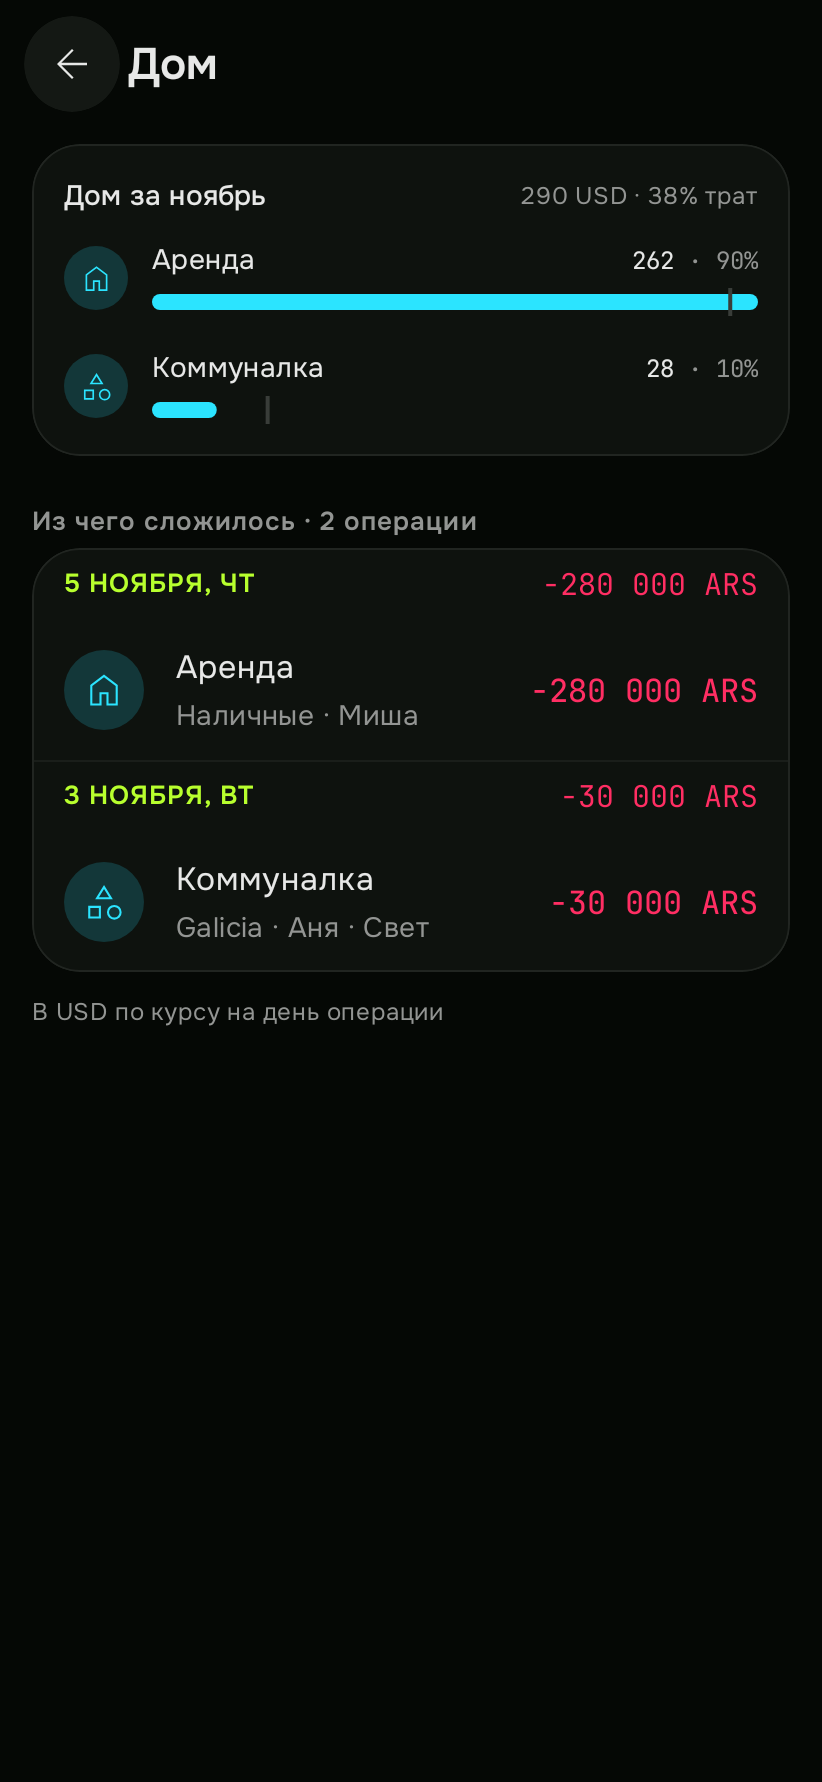 Дом
Дом за ноябрь 290 USD · 38% трат
Аренда 262 · 90%
Коммуналка 28 · 10%
Из чего сложилось · 2 операции
5 НОЯБРЯ, ЧТ -280 000 ARS
Аренда -280 000 ARS
Наличные · Миша
3 НОЯБРЯ, ВТ -30 000 ARS
Коммуналка -30 000 ARS
Galicia · Аня · Свет
В USD по курсу на день операции